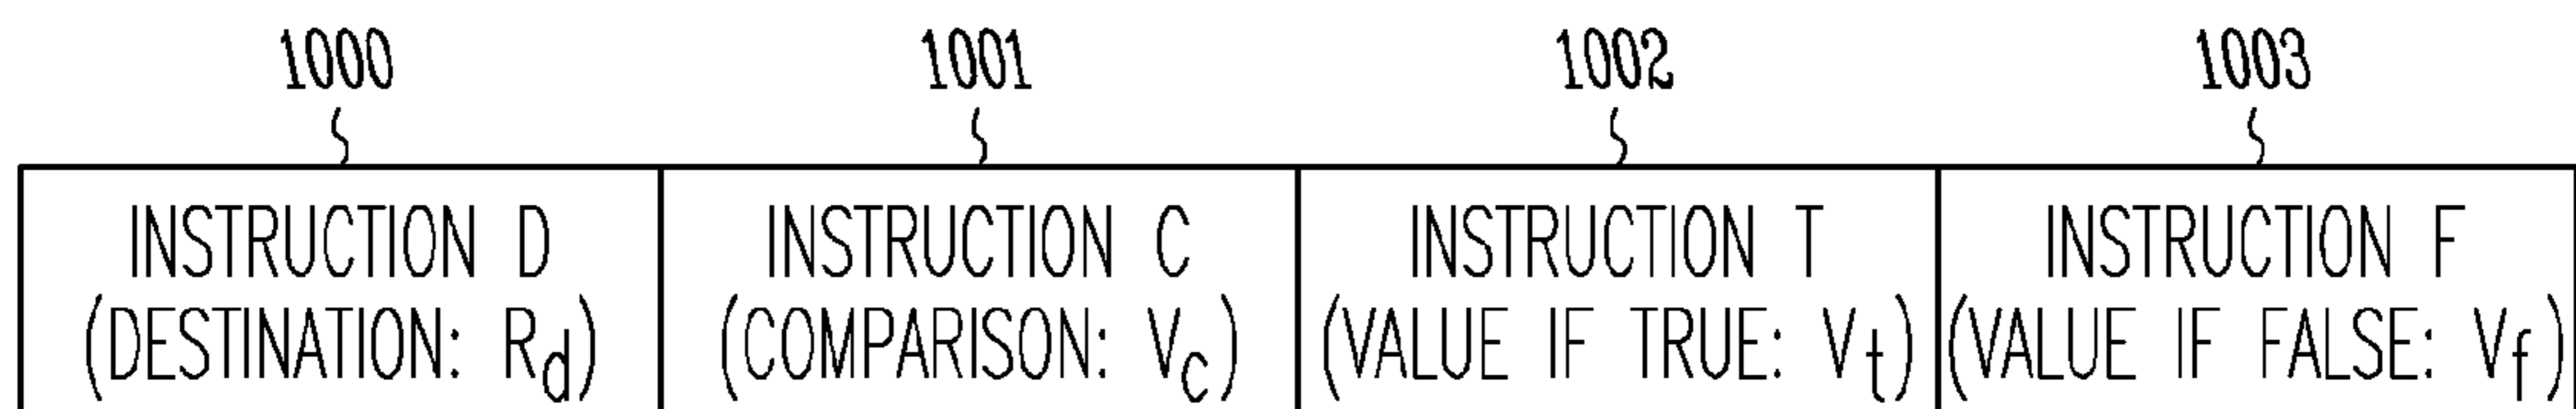 1000 1001 1002 1003
INSTRUCTION D INSTRUCTION C INSTRUCTION T INSTRUCTION F
(DESTINATION: Rd) (COMPARISON: Vc) (VALUE IF TRUE: Vt) (VALUE IF FALSE: Vf)